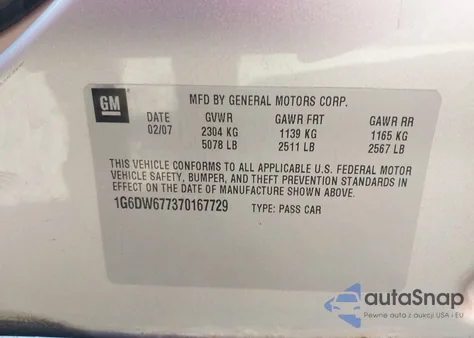 GM
MFD BY GENERAL MOTORS CORP.
DATE GVWR GAWR FRT GAWR RR
02/07 2304 KG 1139 KG 1165 KG
5078 LB 2511 LB 2567 LB
THIS VEHICLE CONFORMS TO ALL APPLICABLE U.S. FEDERAL MOTOR
VEHICLE SAFETY, BUMPER, AND THEFT PREVENTION STANDARDS IN
EFFECT ON THE DATE OF MANUFACTURE SHOWN ABOVE.
1G6DW677370167729 TYPE: PASS CAR
autoSnap
Pewne auta z aukcji USA i EU